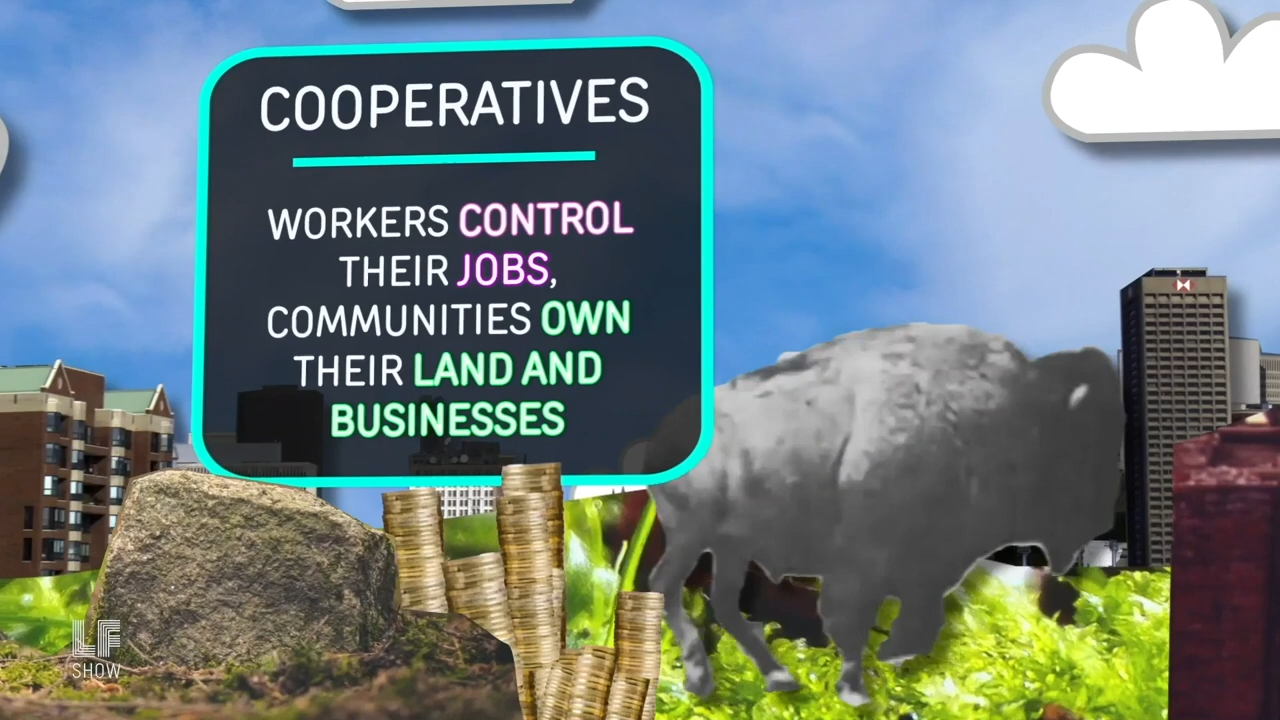 COOPERATIVES
WORKERS CONTROL
THEIR JOBS,
COMMUNITIES OWN
THEIR LAND AND
BUSINESSES
LF
SHOW